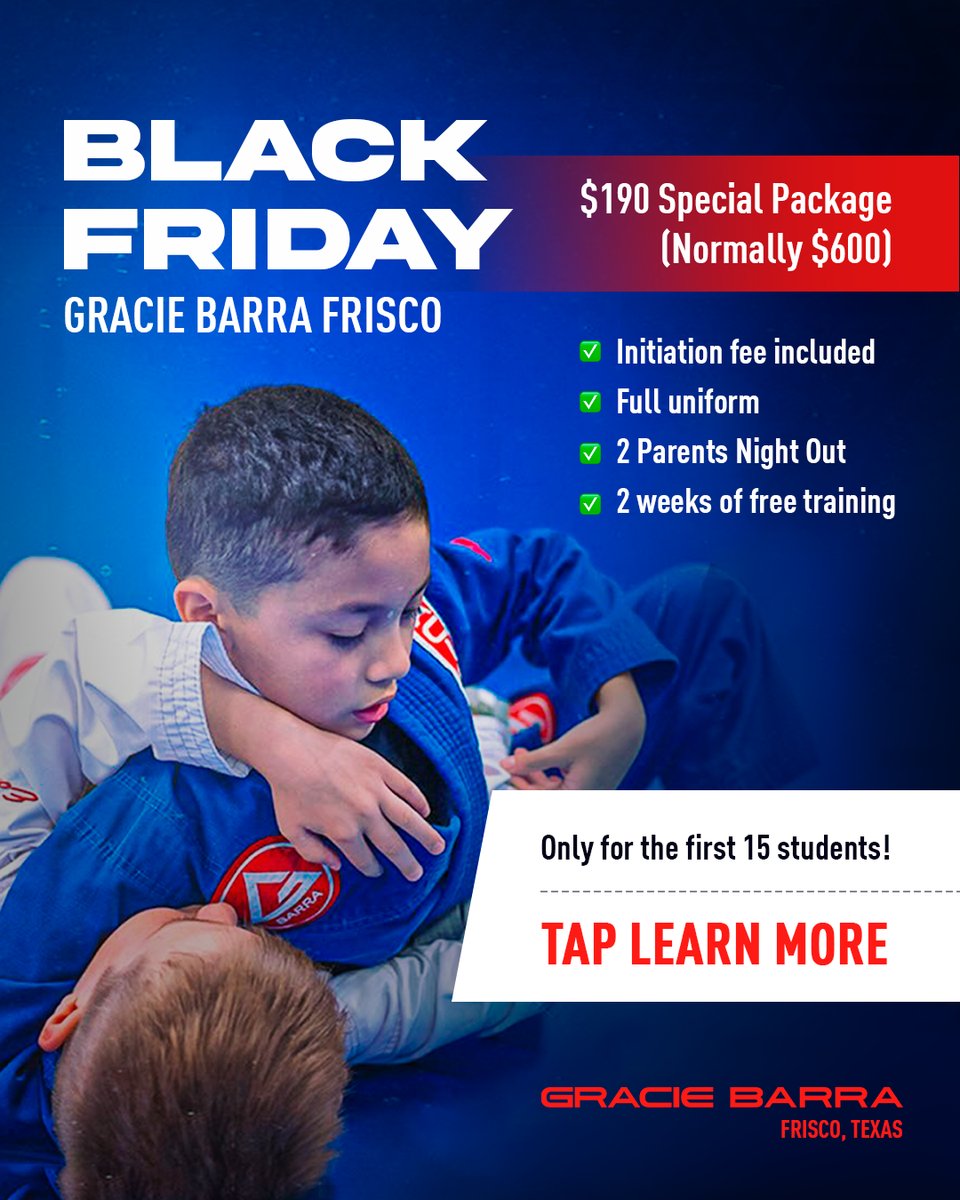 BLACK
FRIDAY
GRACIE BARRA FRISCO
$190 Special Package
(Normally $600)
✅ Initiation fee included
✅ Full uniform
✅ 2 Parents Night Out
✅ 2 weeks of free training
BARRA
Only for the first 15 students!
TAP LEARN MORE
GRACIE BARRA
FRISCO, TEXAS